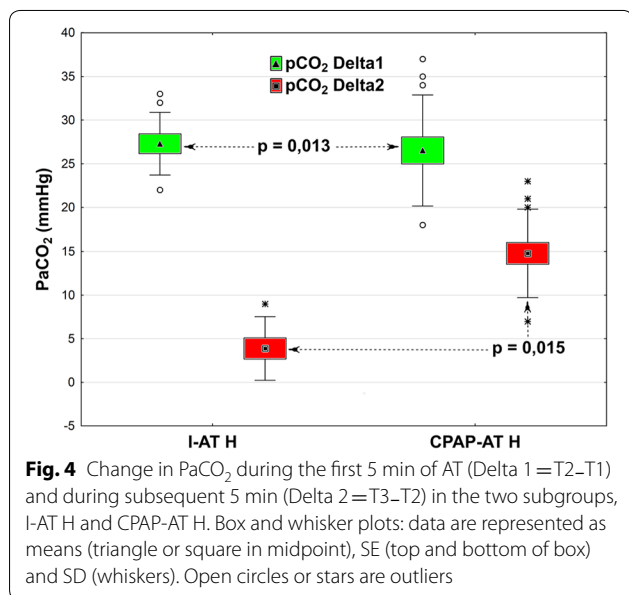 40
35
30
25
20
15
10
5
0
-5
PaCO₂ (mmHg)
pCO₂ Delta1
pCO₂ Delta2
p = 0,013
p = 0,015
I-AT H
CPAP-AT H
Fig. 4 Change in PaCO₂ during the first 5 min of AT (Delta 1 = T2–T1)
and during subsequent 5 min (Delta 2 = T3–T2) in the two subgroups,
I-AT H and CPAP-AT H. Box and whisker plots: data are represented as
means (triangle or square in midpoint), SE (top and bottom of box)
and SD (whiskers). Open circles or stars are outliers